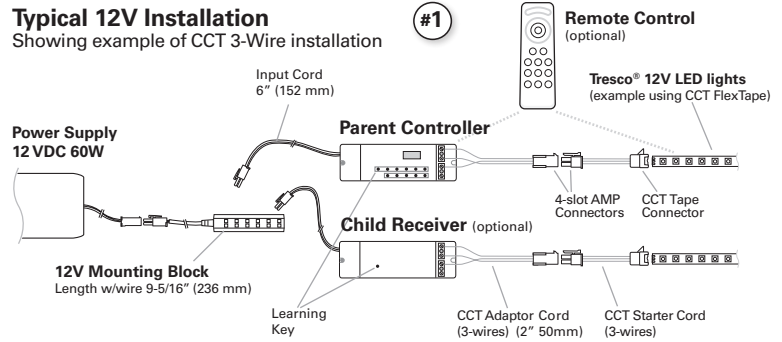 Typical 12V Installation
Showing example of CCT 3-Wire installation
#1
Remote Control
(optional)
Input Cord
6” (152 mm)
Tresco® 12V LED lights
(example using CCT FlexTape)
Power Supply
12 VDC 60W
Parent Controller
4-slot AMP
Connectors
CCT Tape
Connector
Child Receiver (optional)
12V Mounting Block
Length w/wire 9-5/16” (236 mm)
Learning
Key
CCT Adaptor Cord
(3-wires) (2” 50mm)
CCT Starter Cord
(3-wires)